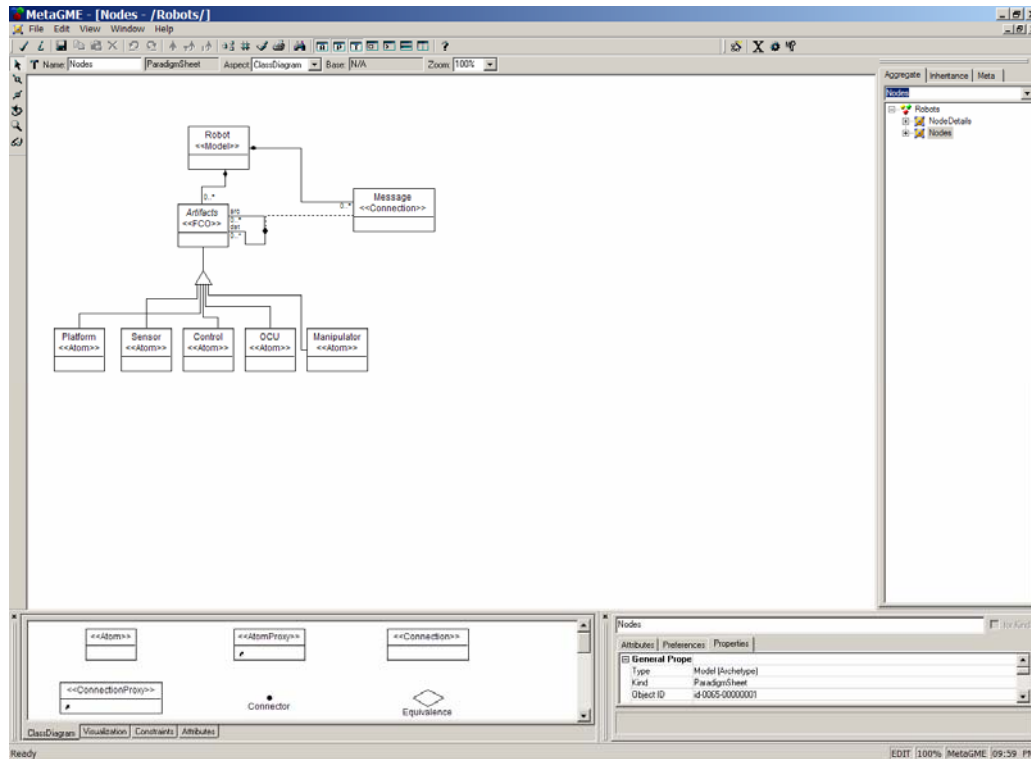 MetaGME - [Nodes - /Robots/]
File Edit View Window Help
Name: Nodes ParadigmSheet Aspect: ClassDiagram Base: N/A Zoom: 100%
Aggregate Inheritance Meta
Nodes
Robots
NodeDetails
Nodes
Robot
<<Model>>
0..*
Message
<<Connection>>
0..*
Artifacts
<<FCO>>
src
0..*
dst
0..*
Platform
<<Atom>>
Sensor
<<Atom>>
Control
<<Atom>>
OCU
<<Atom>>
Manipulator
<<Atom>>
<<Atom>>
<<AtomProxy>>
<<Connection>>
<<ConnectionProxy>>
Connector
Equivalence
ClassDiagram Visualization Constraints Attributes
Nodes
Attributes Preferences Properties
General Prope
Type Model (Archetype)
Kind ParadigmSheet
Object ID id-0065-00000001
Ready
EDIT 100% MetaGME 09:59 PM